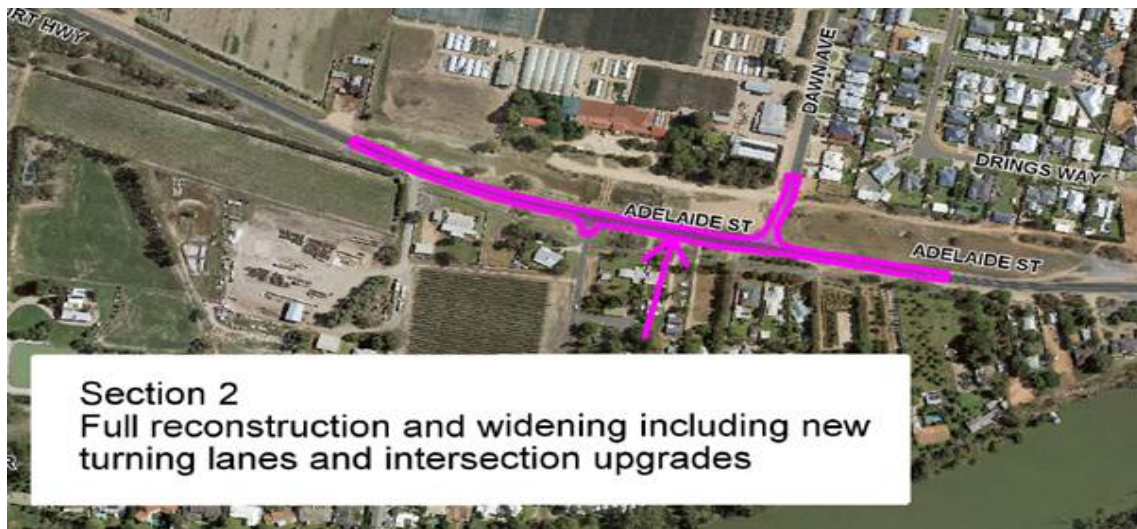 RT HWY
DAWN AVE
DRINGS WAY
ADELAIDE ST
ADELAIDE ST
Section 2
Full reconstruction and widening including new
turning lanes and intersection upgrades